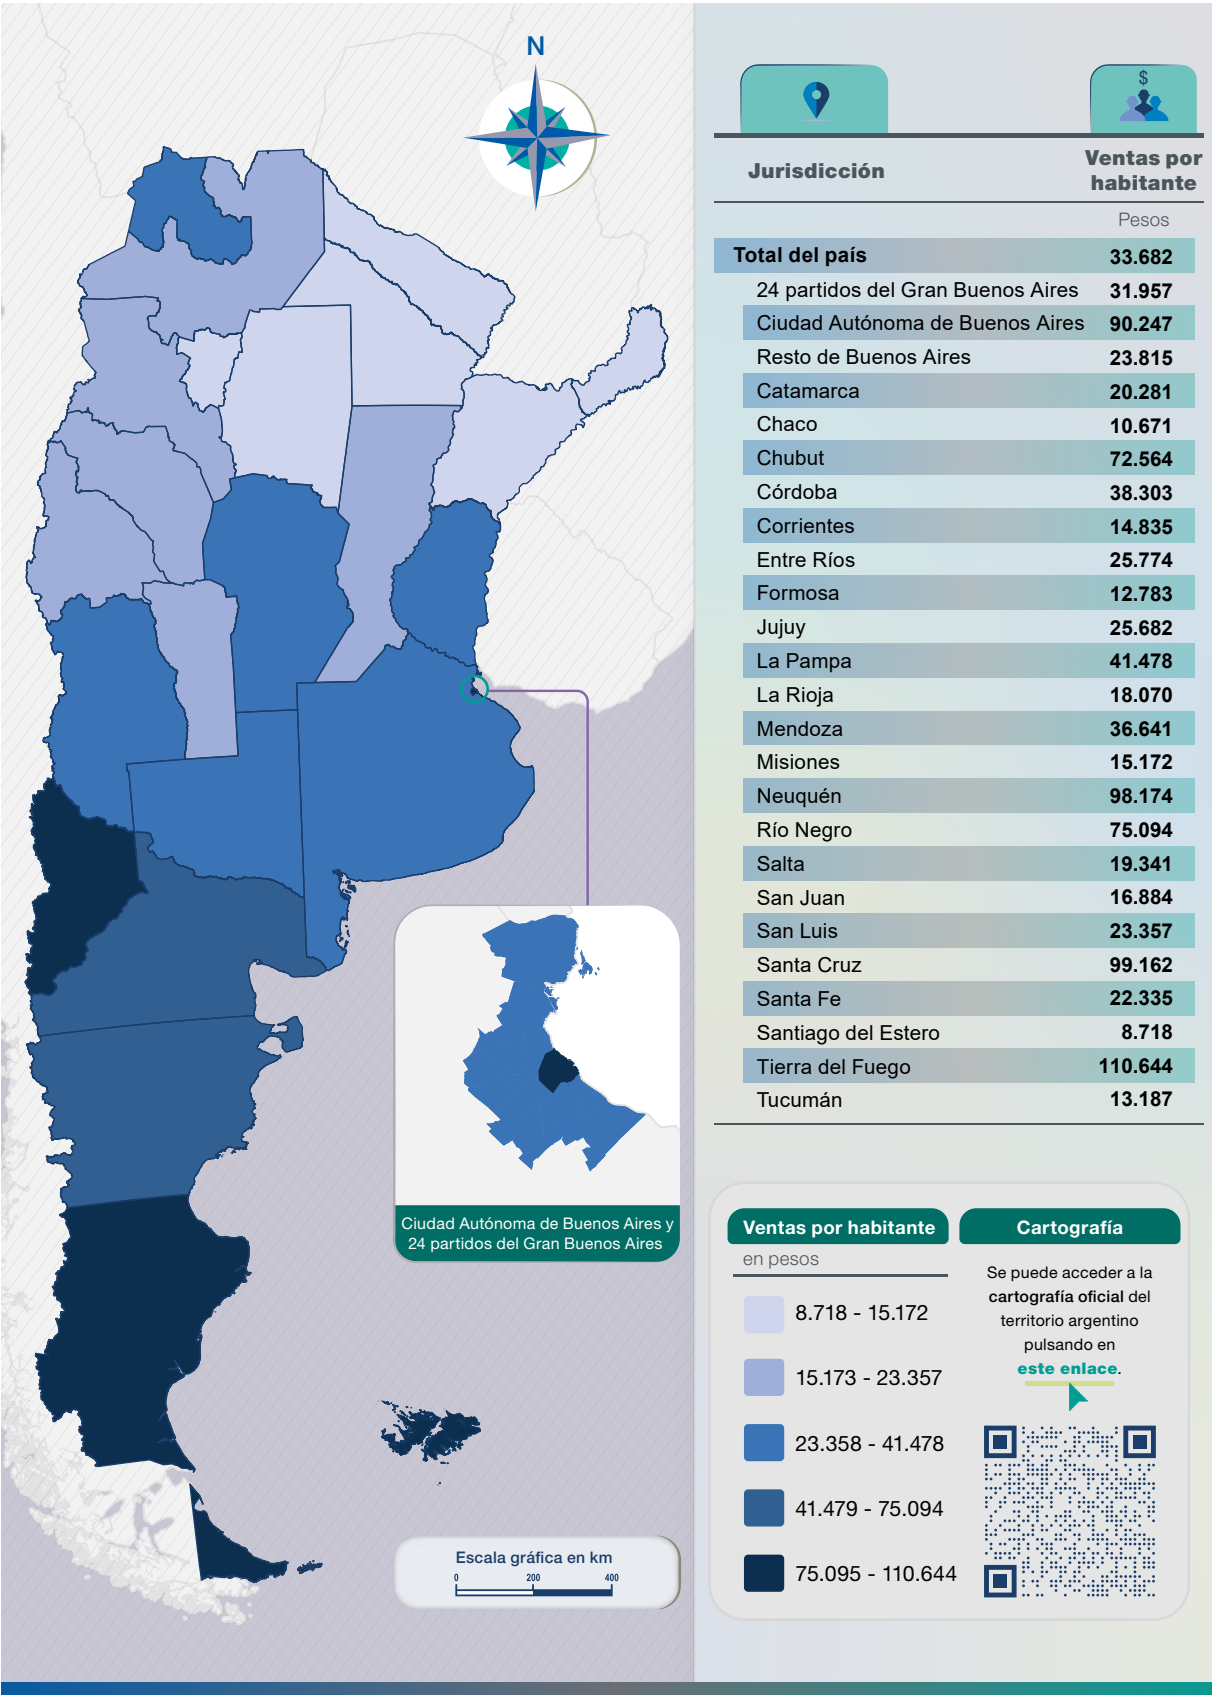 N
$
Jurisdicción
Ventas por
habitante
Pesos
Total del país 33.682
24 partidos del Gran Buenos Aires 31.957
Ciudad Autónoma de Buenos Aires 90.247
Resto de Buenos Aires 23.815
Catamarca 20.281
Chaco 10.671
Chubut 72.564
Córdoba 38.303
Corrientes 14.835
Entre Ríos 25.774
Formosa 12.783
Jujuy 25.682
La Pampa 41.478
La Rioja 18.070
Mendoza 36.641
Misiones 15.172
Neuquén 98.174
Río Negro 75.094
Salta 19.341
San Juan 16.884
San Luis 23.357
Santa Cruz 99.162
Santa Fe 22.335
Santiago del Estero 8.718
Tierra del Fuego 110.644
Tucumán 13.187
Ciudad Autónoma de Buenos Aires y
24 partidos del Gran Buenos Aires
Escala gráfica en km
0 200 400
Ventas por habitante
en pesos
8.718 - 15.172
15.173 - 23.357
23.358 - 41.478
41.479 - 75.094
75.095 - 110.644
Cartografía
Se puede acceder a la
cartografía oficial del
territorio argentino
pulsando en
este enlace.